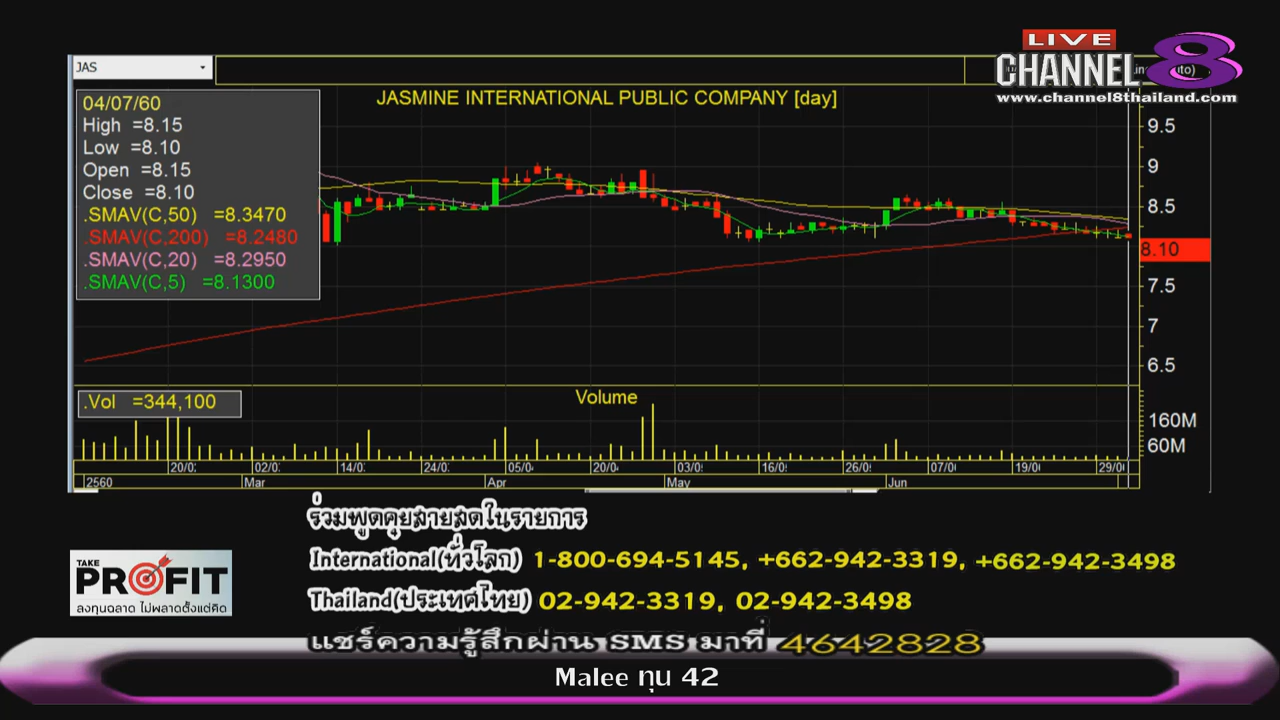 LIVE
CHANNEL 8
www.channel8thailand.com
JAS
JASMINE INTERNATIONAL PUBLIC COMPANY [day]
04/07/60
High =8.15
Low =8.10
Open =8.15
Close =8.10
.SMAV(C,50) =8.3470
.SMAV(C,200) =8.2480
.SMAV(C,20) =8.2950
.SMAV(C,5) =8.1300
9.5
9
8.5
8.10
7.5
7
6.5
.Vol =344,100
Volume
160M
60M
20/0 02/0 14/0 24/0 05/0 20/0 03/0 16/0 26/0 07/0 19/0 29/0
2560 Mar Apr May Jun
ร่วมพูดคุยสายสดในรายการ
International(ทั่วโลก) 1-800-694-5145, +662-942-3319, +662-942-3498
Thailand(ประเทศไทย) 02-942-3319, 02-942-3498
แชร์ความรู้สึกผ่าน SMS มาที่ 4642828
TAKE
PROFIT
ลงทุนฉลาด ไม่พลาดตั้งแต่คิด
Malee ทุน 42